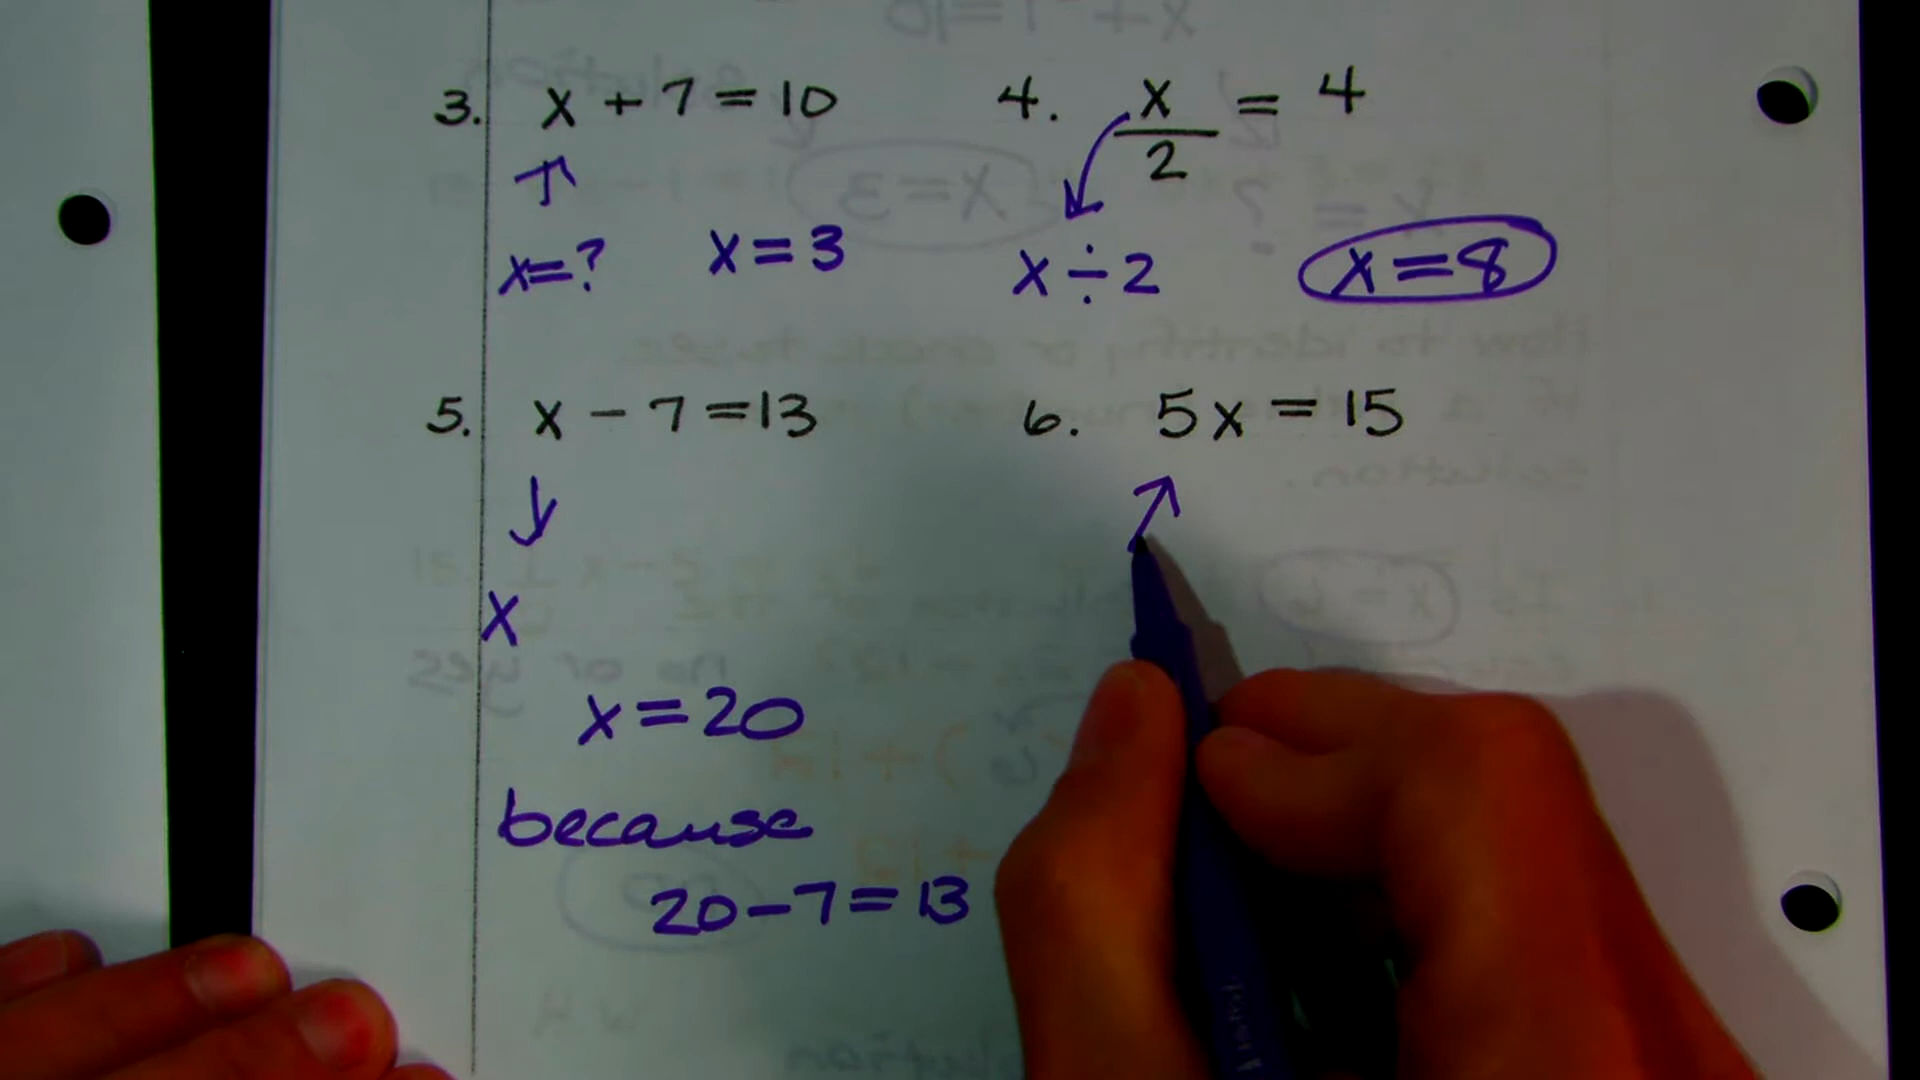 3. x + 7 = 10
x = ?
x = 3
4. x/2 = 4
x ÷ 2
x = 8
5. x - 7 = 13
x
x = 20
because
20 - 7 = 13
6. 5x = 15